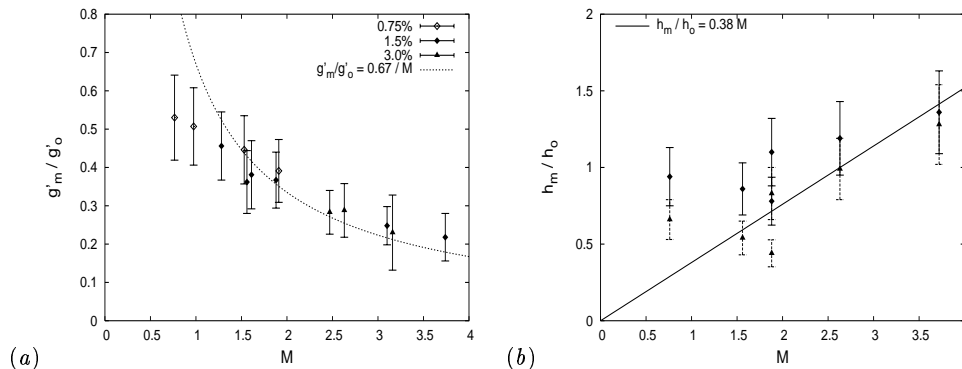 0.8
0.7
0.6
0.5
0.4
0.3
0.2
0.1
0
g'm / g'o
0.75%
1.5%
3.0%
g'm/g'o = 0.67 / M
0 0.5 1 1.5 2 2.5 3 3.5 4
M
(a)
2
1.5
1
0.5
0
hm / ho
hm / ho = 0.38 M
0 0.5 1 1.5 2 2.5 3 3.5
M
(b)